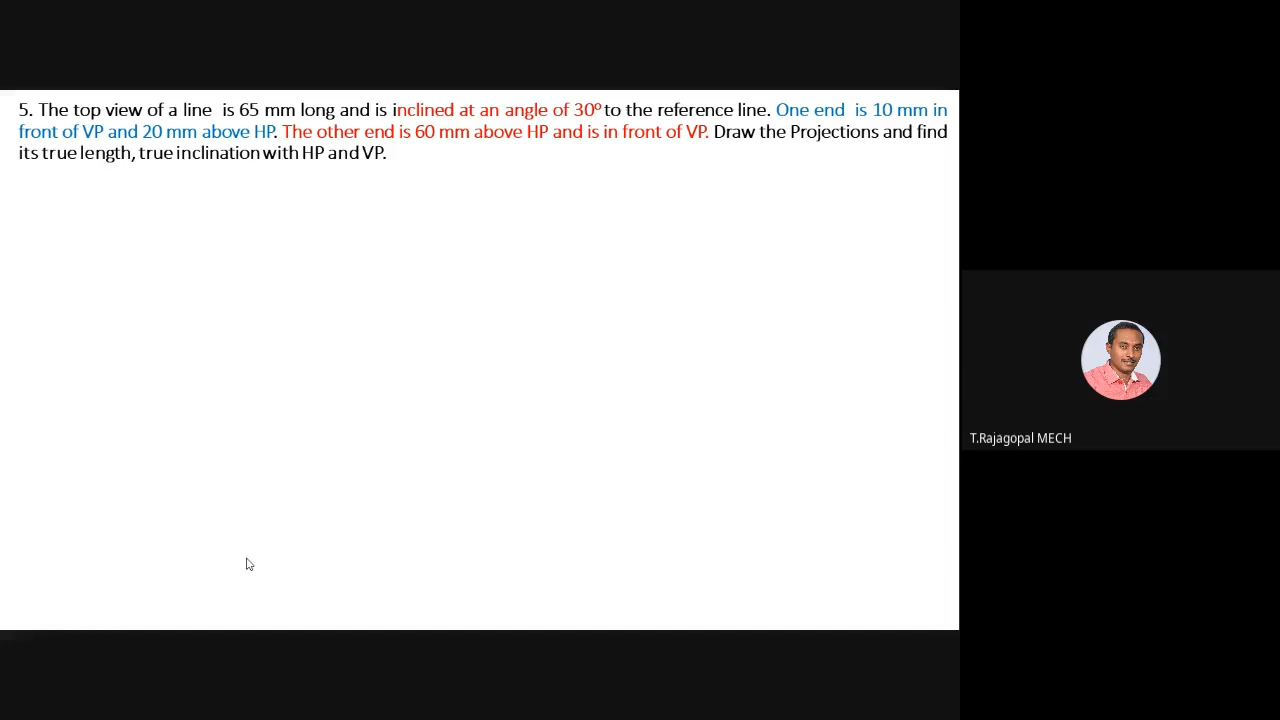 5. The top view of a line is 65 mm long and is inclined at an angle of 30º to the reference line. One end is 10 mm in
front of VP and 20 mm above HP. The other end is 60 mm above HP and is in front of VP. Draw the Projections and find
its true length, true inclination with HP and VP.
T.Rajagopal MECH